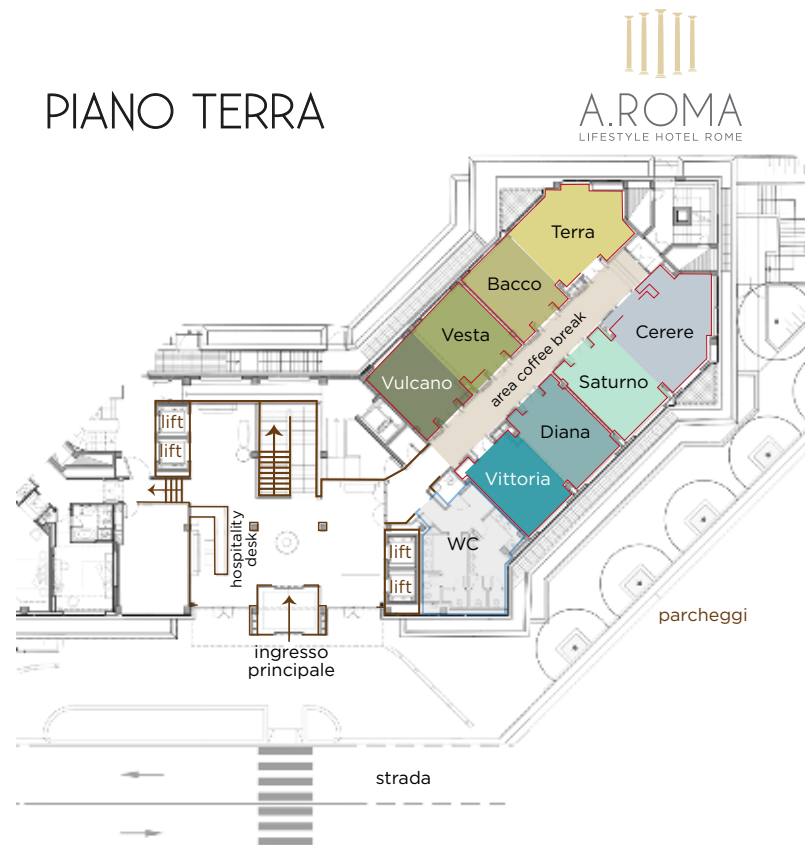 PIANO TERRA
A.ROMA
LIFESTYLE HOTEL ROME
Terra
Bacco
Vesta
Vulcano
area coffee break
Cerere
Saturno
Diana
Vittoria
WC
lift
lift
hospitality
desk
lift
lift
ingresso
principale
parcheggi
strada